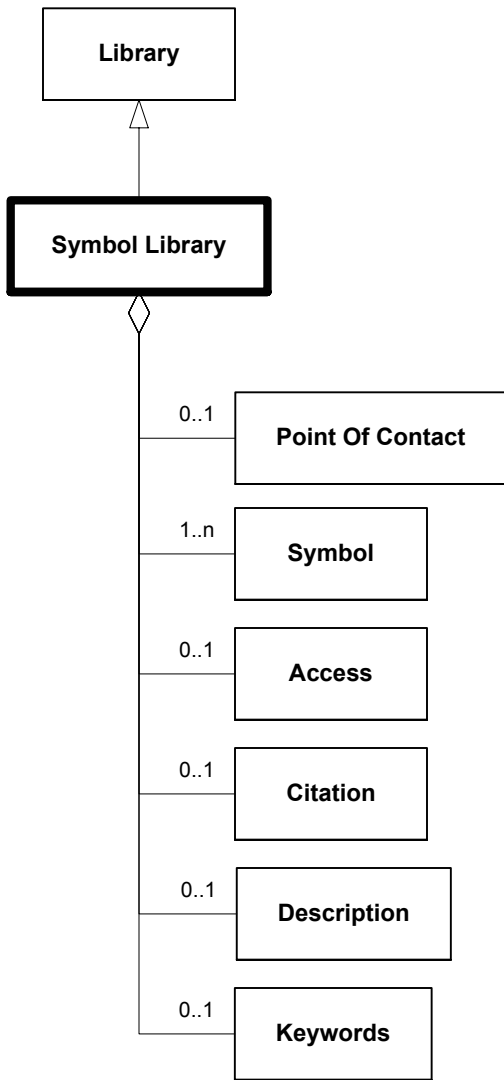 Library
Symbol Library
0..1
Point Of Contact
1..n
Symbol
0..1
Access
0..1
Citation
0..1
Description
0..1
Keywords